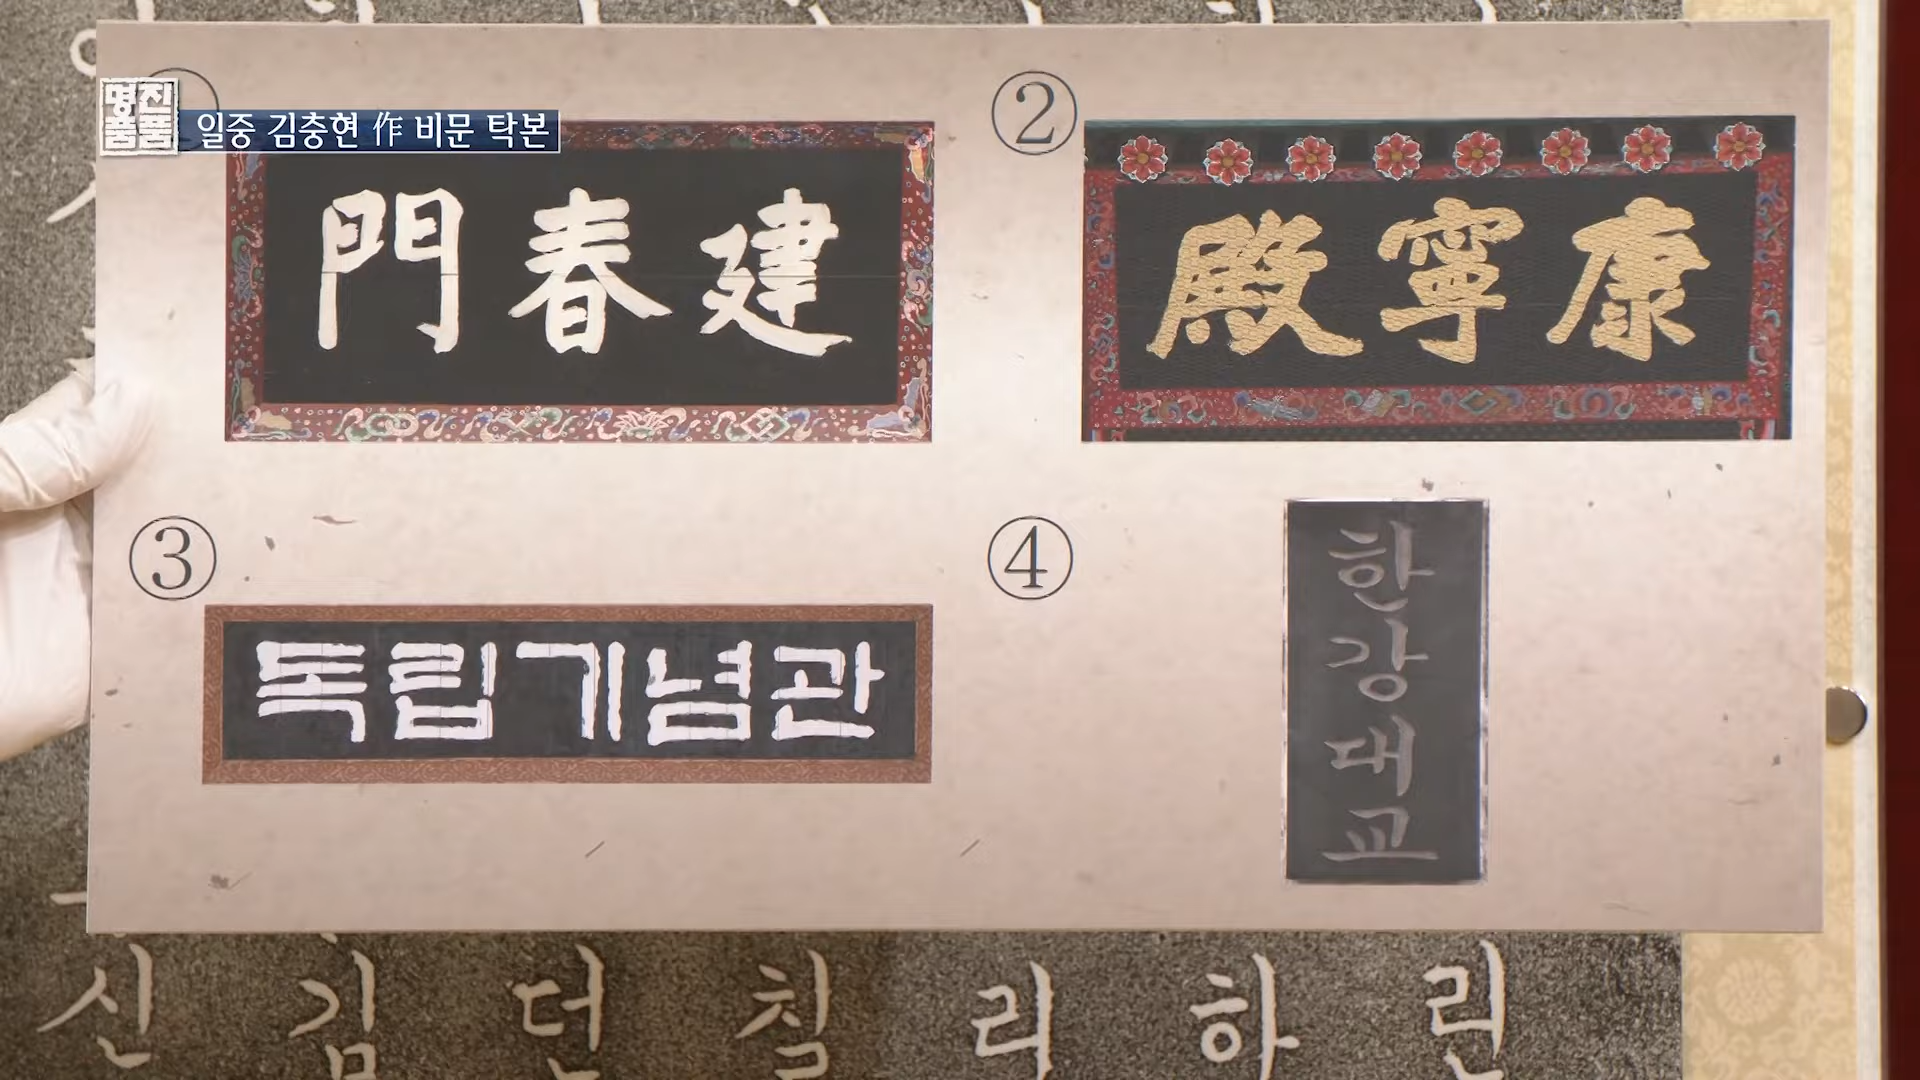 진품
명품
일중 김충현 作 비문 탁본
門春建
②
殿寧康
③
독립기념관
④
한강대교
신김던칠리하린